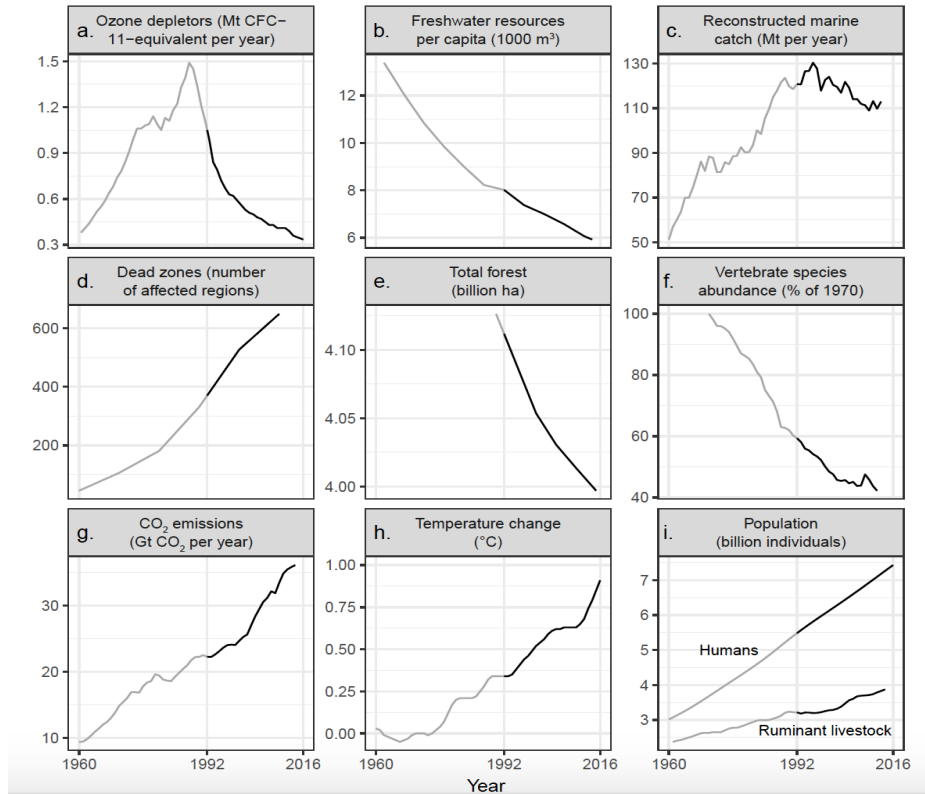 a.
Ozone depletors (Mt CFC−
11−equivalent per year)
b.
Freshwater resources
per capita (1000 m³)
c.
Reconstructed marine
catch (Mt per year)
1.5
1.2
0.9
0.6
0.3
12
10
8
6
130
110
90
70
50
d.
Dead zones (number
of affected regions)
e.
Total forest
(billion ha)
f.
Vertebrate species
abundance (% of 1970)
600
400
200
4.10
4.05
4.00
100
80
60
40
g.
CO₂ emissions
(Gt CO₂ per year)
h.
Temperature change
(°C)
i.
Population
(billion individuals)
30
20
10
1.00
0.75
0.50
0.25
0.00
7
6
5
4
3
Humans
Ruminant livestock
1960 1992 2016
1960 1992 2016
1960 1992 2016
Year